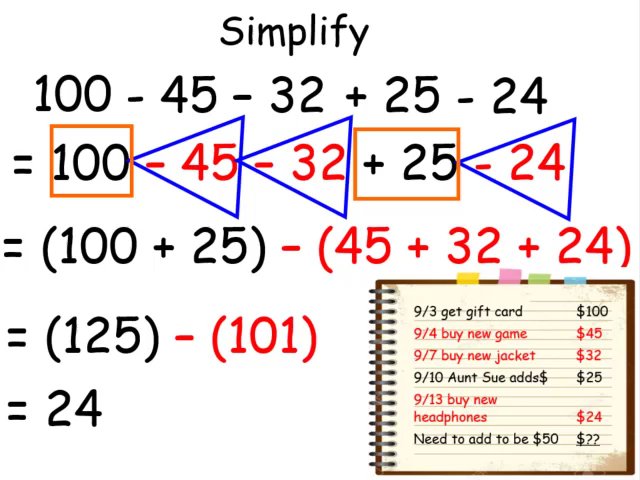 Simplify
100 - 45 - 32 + 25 - 24
= 100 - 45 - 32 + 25 - 24
= (100 + 25) - (45 + 32 + 24)
= (125) - (101)
= 24
9/3 get gift card $100
9/4 buy new game $45
9/7 buy new jacket $32
9/10 Aunt Sue adds$ $25
9/13 buy new
headphones $24
Need to add to be $50 $??